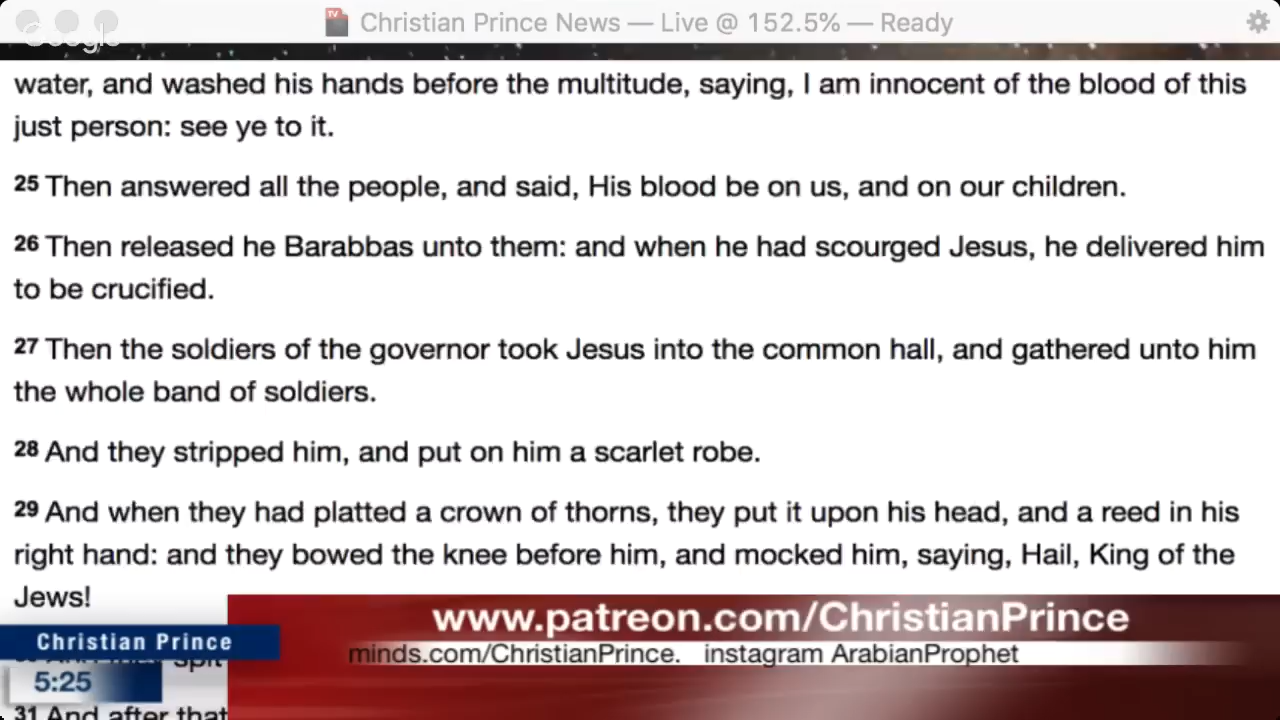 Christian Prince News — Live @ 152.5% — Ready
Google
water, and washed his hands before the multitude, saying, I am innocent of the blood of this
just person: see ye to it.
25 Then answered all the people, and said, His blood be on us, and on our children.
26 Then released he Barabbas unto them: and when he had scourged Jesus, he delivered him
to be crucified.
27 Then the soldiers of the governor took Jesus into the common hall, and gathered unto him
the whole band of soldiers.
28 And they stripped him, and put on him a scarlet robe.
29 And when they had platted a crown of thorns, they put it upon his head, and a reed in his
right hand: and they bowed the knee before him, and mocked him, saying, Hail, King of the
Jews!
www.patreon.com/ChristianPrince
Christian Prince
minds.com/ChristianPrince. instagram ArabianProphet
spit
5:25
31 And after that